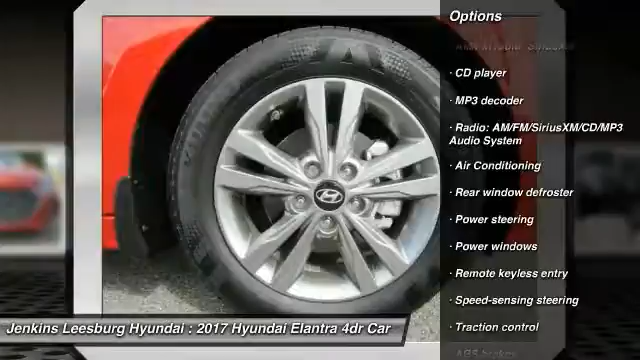 Options
· CD player
· MP3 decoder
· Radio: AM/FM/SiriusXM/CD/MP3
Audio System
· Air Conditioning
· Rear window defroster
· Power steering
· Power windows
· Remote keyless entry
· Speed-sensing steering
· Traction control
Jenkins Leesburg Hyundai : 2017 Hyundai Elantra 4dr Car